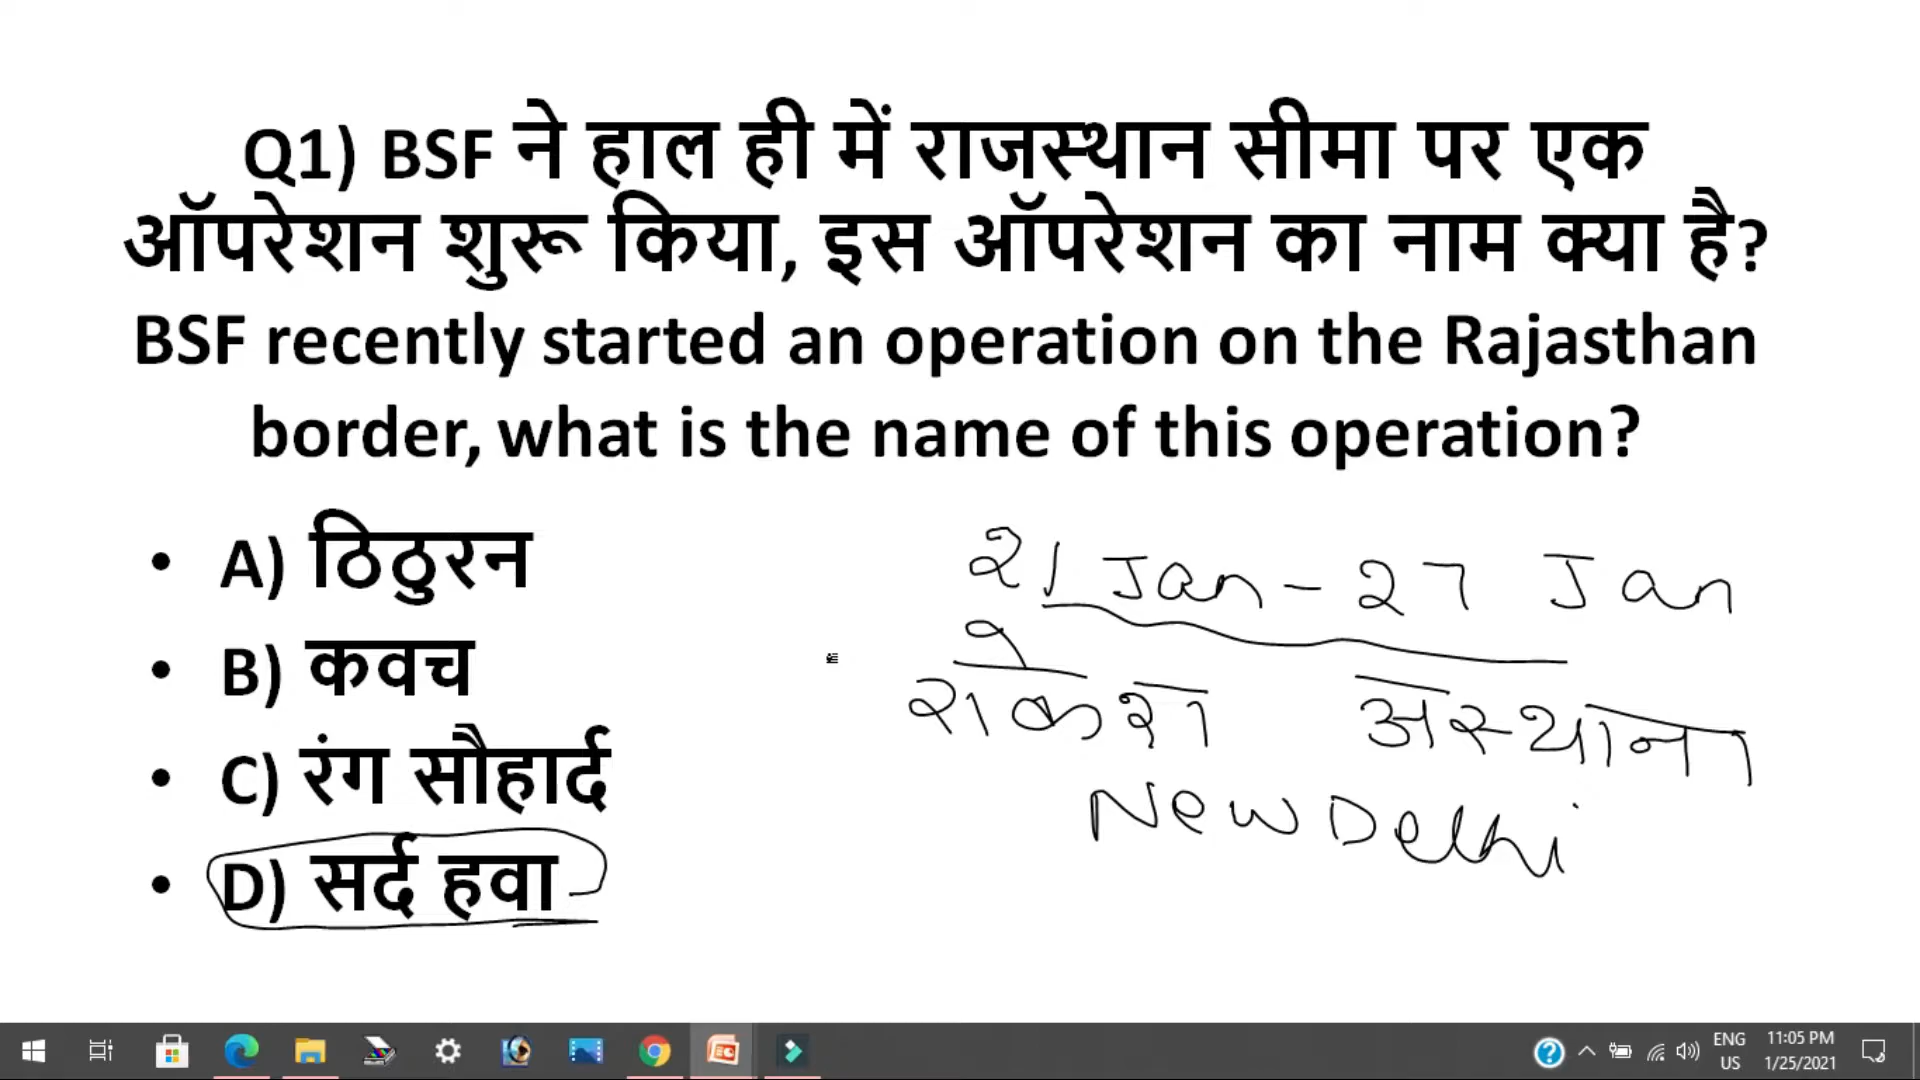 Q1) BSF ने हाल ही में राजस्थान सीमा पर एक
ऑपरेशन शुरू किया, इस ऑपरेशन का नाम क्या है?
BSF recently started an operation on the Rajasthan
border, what is the name of this operation?
• A) ठिठुरन
• B) कवच
• C) रंग सौहार्द
• D) सर्द हवा
21 Jan - 27 Jan
राकेश अस्थाना
New Delhi
ENG
US
11:05 PM
1/25/2021